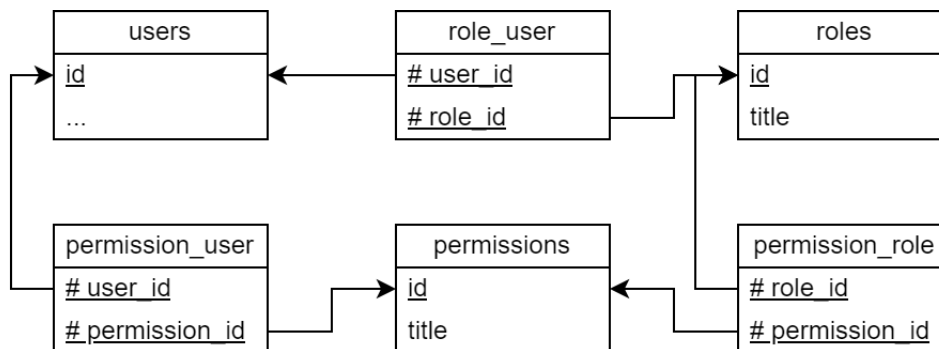 users
id
...
role_user
# user_id
# role_id
roles
id
title
permission_user
# user_id
# permission_id
permissions
id
title
permission_role
# role_id
# permission_id